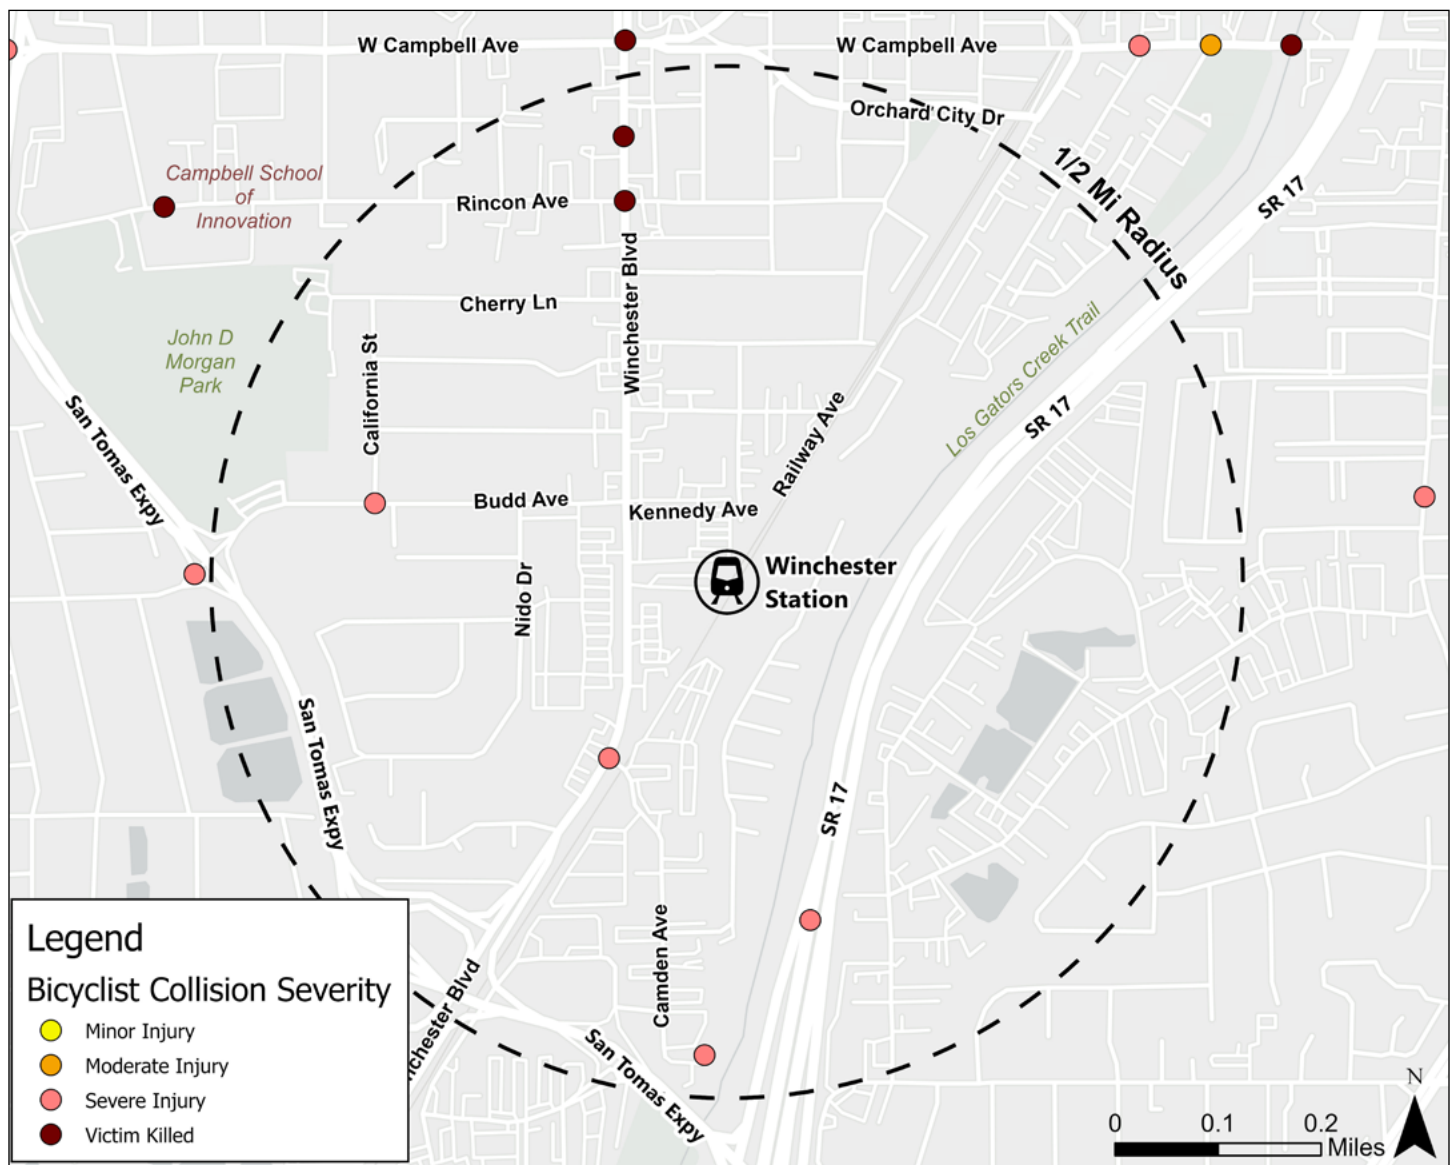 W Campbell Ave
W Campbell Ave
Orchard City Dr
1/2 Mi Radius
SR 17
Campbell School
of
Innovation
Rincon Ave
Winchester Blvd
Cherry Ln
John D
Morgan
Park
California St
Los Gators Creek Trail
SR 17
San Tomas Expy
Railway Ave
Budd Ave
Kennedy Ave
Winchester
Station
Nido Dr
San Tomas Expy
SR 17
Camden Ave
nchester Blvd
San Tomas Expy
Legend
Bicyclist Collision Severity
Minor Injury
Moderate Injury
Severe Injury
Victim Killed
N
0 0.1 0.2
Miles